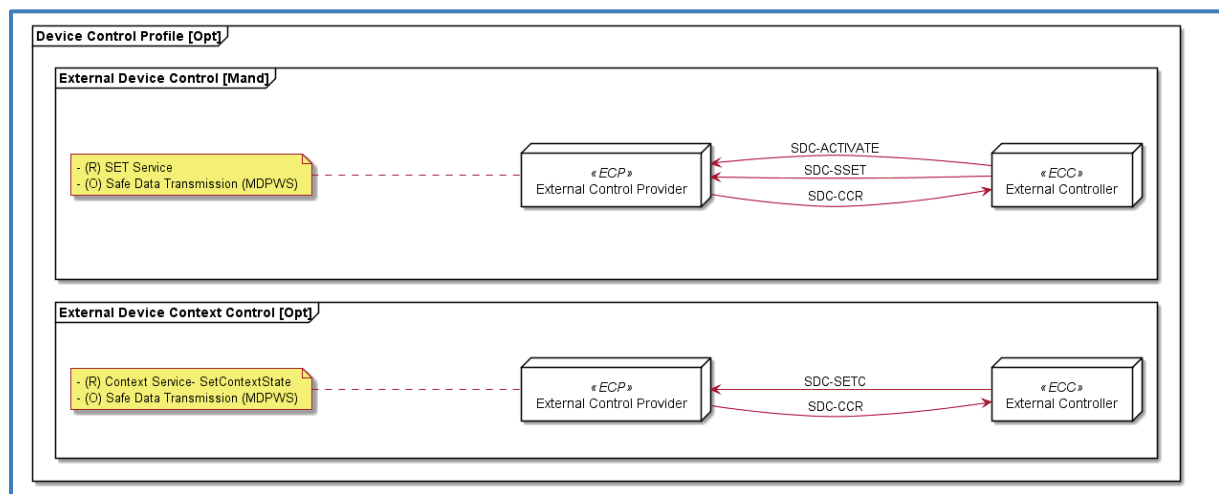 Device Control Profile [Opt]
External Device Control [Mand]
- (R) SET Service
- (O) Safe Data Transmission (MDPWS)
«ECP»
External Control Provider
SDC-ACTIVATE
SDC-SSET
SDC-CCR
«ECC»
External Controller
External Device Context Control [Opt]
- (R) Context Service- SetContextState
- (O) Safe Data Transmission (MDPWS)
«ECP»
External Control Provider
SDC-SETC
SDC-CCR
«ECC»
External Controller